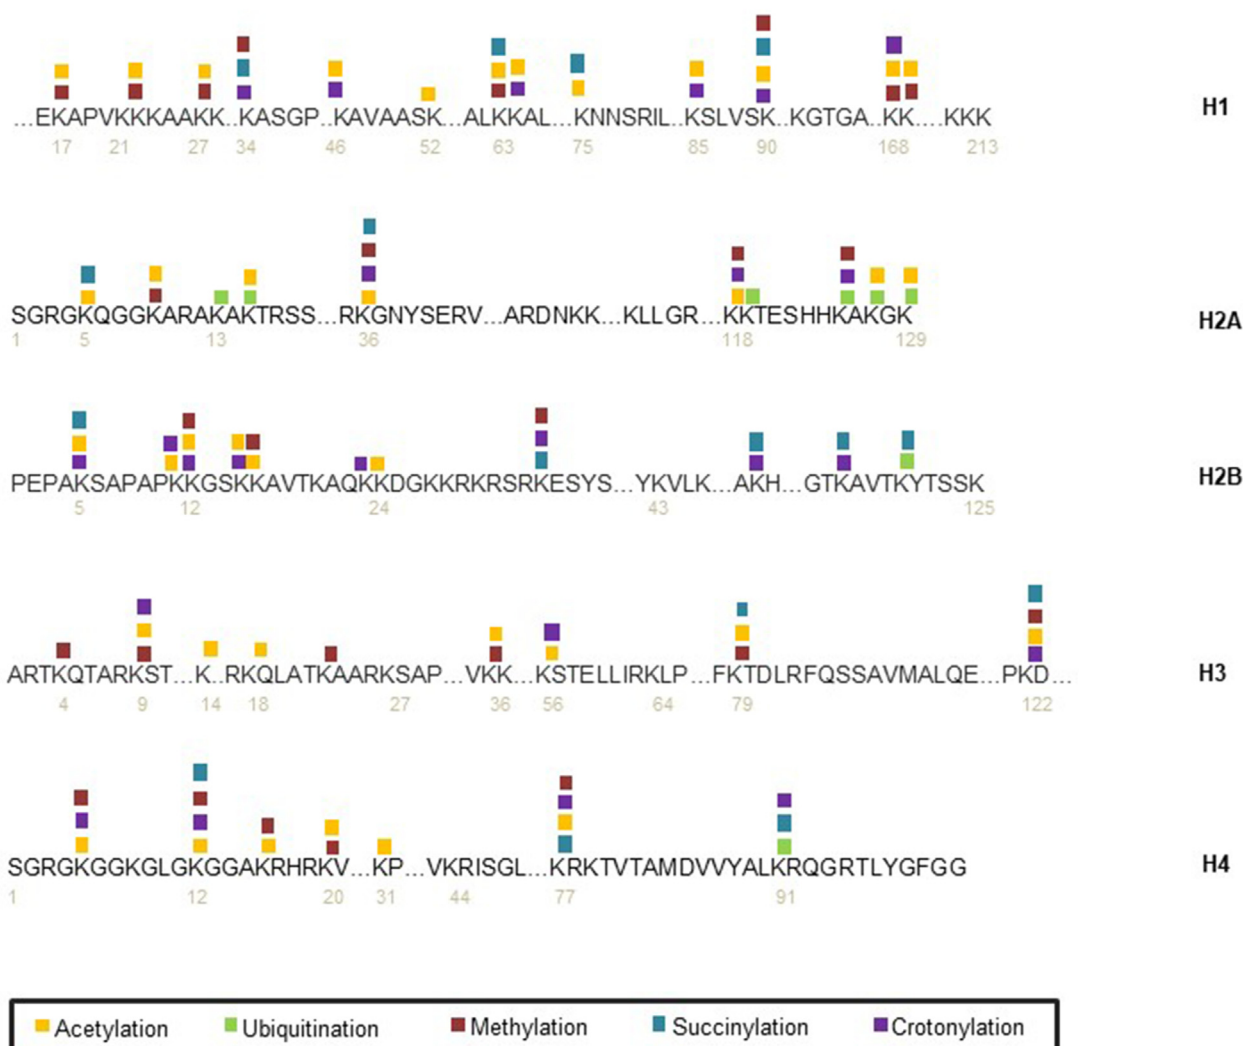 ...EKAPVKKKAAKK..KASGP..KAVAASK...ALKKAL...KNNSRIL..KSLVSK..KGTGA..KK....KKK H1
17 21 27 34 46 52 63 75 85 90 168 213
SGRGKQGGKARAKAKTRSS...RKGNYSERV...ARDNKK...KLLGR...KKTESHHKAKGK H2A
1 5 13 36 118 129
PEPAKSAPAPKKGSKKAVTKAQKKDGKKRKRSRKESYS...YKVLK...AKH...GTKAVTKYTSSK H2B
5 12 24 43 125
ARTKQTARKST...K..RKQLATKAARKSAP...VKK...KSTELLIRKLP...FKTDLRFQSSAVMALQE...PKD... H3
4 9 14 18 27 36 56 64 79 122
SGRGKGGKGLGKGGAKRHRKV...KP...VKRISGL...KRKTVTAMDVVYALKRQGRTLYGFGG H4
1 12 20 31 44 77 91
Acetylation Ubiquitination Methylation Succinylation Crotonylation